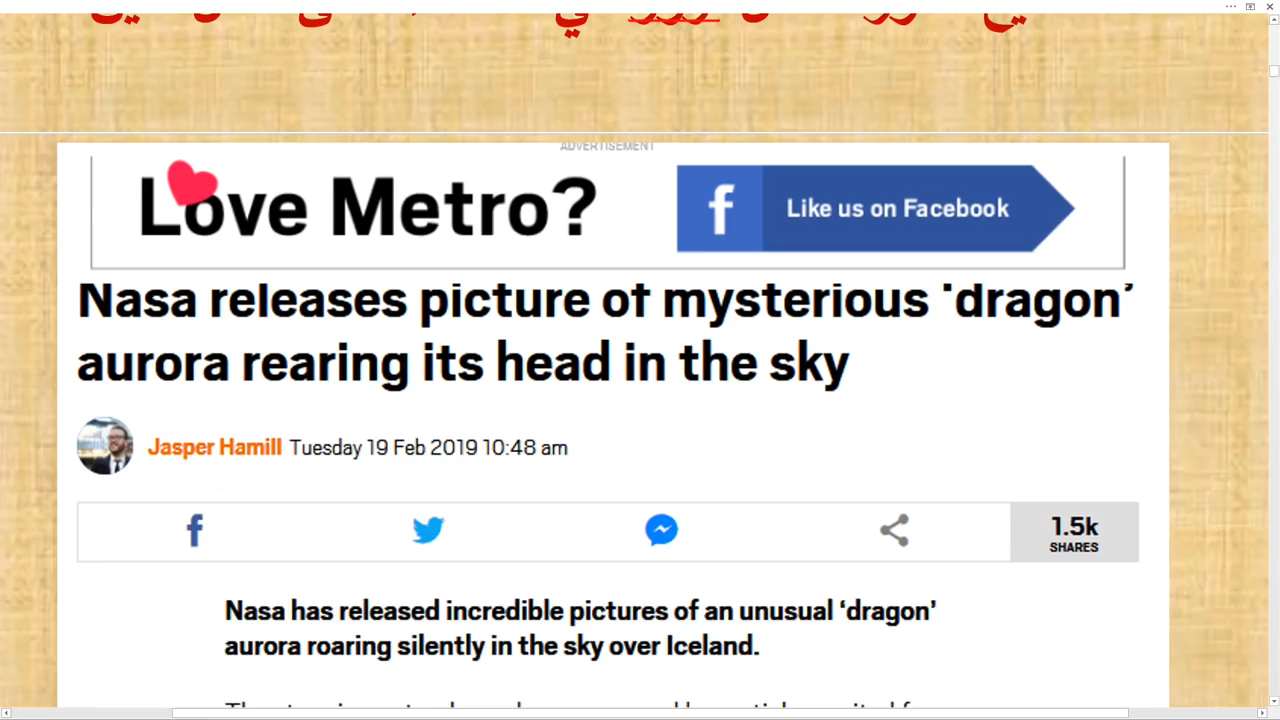 ADVERTISEMENT
Love Metro?
f Like us on Facebook
Nasa releases picture of mysterious 'dragon'
aurora rearing its head in the sky
Jasper Hamill Tuesday 19 Feb 2019 10:48 am
1.5k
SHARES
Nasa has released incredible pictures of an unusual ‘dragon’
aurora roaring silently in the sky over Iceland.